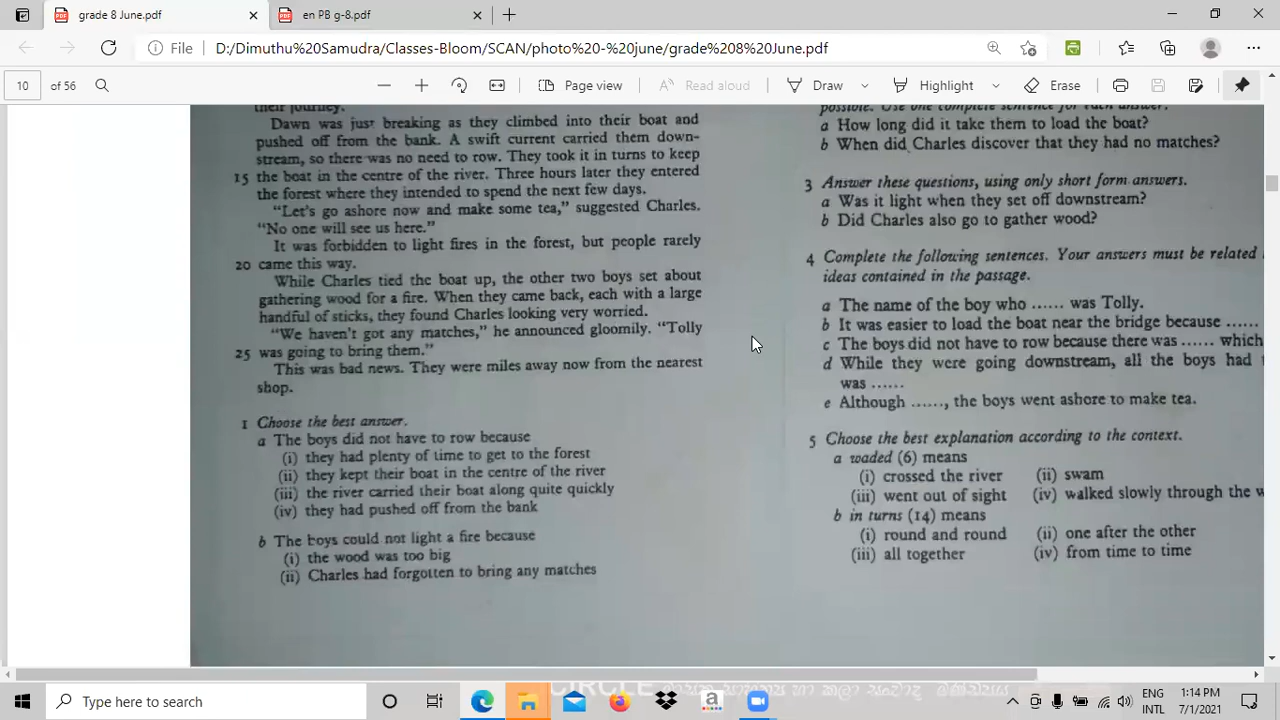 grade 8 June.pdf
en PB g-8.pdf
File
D:/Dimuthu%20Samudra/Classes-Bloom/SCAN/photo%20-%20june/grade%208%20June.pdf
10 of 56
Page view
Read aloud
Draw
Highlight
Erase
their journey.
Dawn was just breaking as they climbed into their boat and
pushed off from the bank. A swift current carried them down-
stream, so there was no need to row. They took it in turns to keep
15 the boat in the centre of the river. Three hours later they entered
the forest where they intended to spend the next few days.
“Let's go ashore now and make some tea,” suggested Charles.
“No one will see us here.”
It was forbidden to light fires in the forest, but people rarely
20 came this way.
While Charles tied the boat up, the other two boys set about
gathering wood for a fire. When they came back, each with a large
handful of sticks, they found Charles looking very worried.
“We haven't got any matches,” he announced gloomily. “Tolly
25 was going to bring them.”
This was bad news. They were miles away now from the nearest
shop.
1 Choose the best answer.
a The boys did not have to row because
(i) they had plenty of time to get to the forest
(ii) they kept their boat in the centre of the river
(iii) the river carried their boat along quite quickly
(iv) they had pushed off from the bank
b The boys could not light a fire because
(i) the wood was too big
(ii) Charles had forgotten to bring any matches
possible. Use one complete sentence for each answer.
a How long did it take them to load the boat?
b When did Charles discover that they had no matches?
3 Answer these questions, using only short form answers.
a Was it light when they set off downstream?
b Did Charles also go to gather wood?
4 Complete the following sentences. Your answers must be related
ideas contained in the passage.
a The name of the boy who ...... was Tolly.
b It was easier to load the boat near the bridge because ......
c The boys did not have to row because there was ...... which
d While they were going downstream, all the boys had
was ......
e Although ......, the boys went ashore to make tea.
5 Choose the best explanation according to the context.
a waded (6) means
(i) crossed the river (ii) swam
(iii) went out of sight (iv) walked slowly through the
b in turns (14) means
(i) round and round (ii) one after the other
(iii) all together (iv) from time to time
Type here to search
ENG
INTL
1:14 PM
7/1/2021